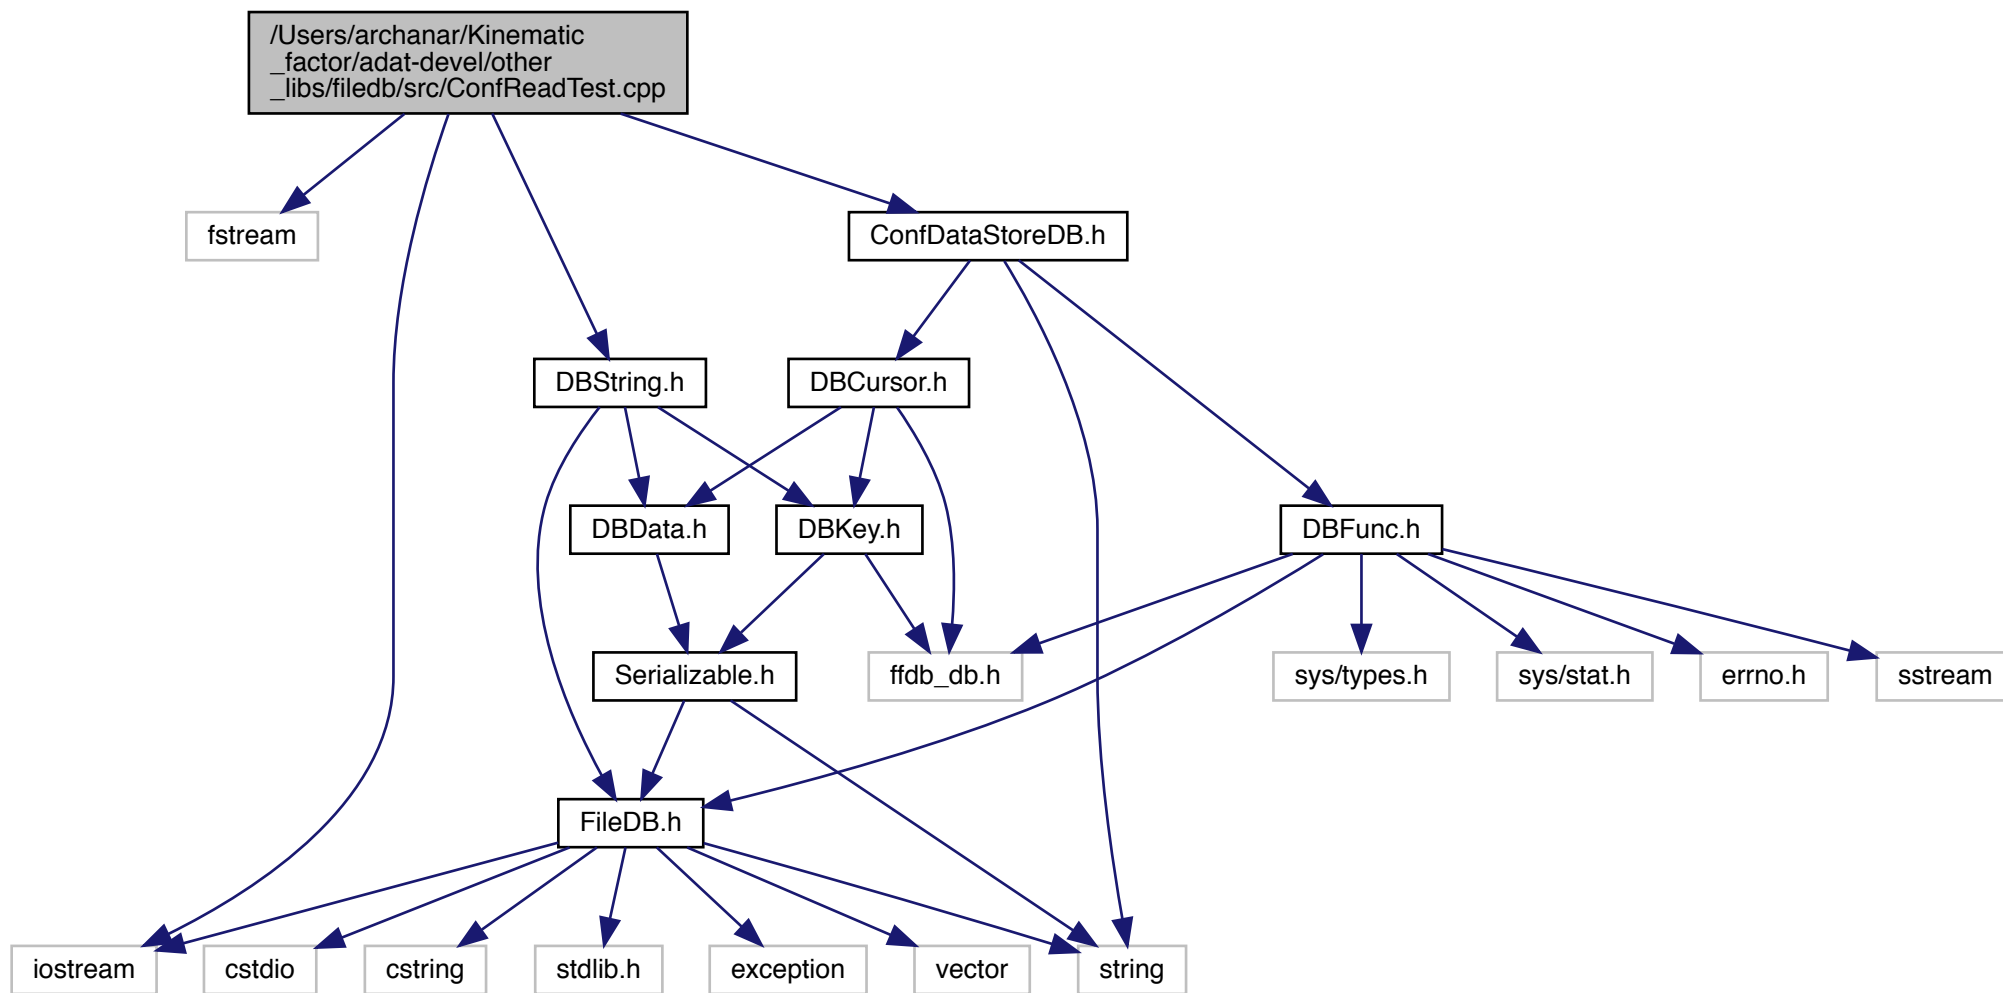 /Users/archanar/Kinematic
_factor/adat-devel/other
_libs/filedb/src/ConfReadTest.cpp
fstream
ConfDataStoreDB.h
DBString.h
DBCursor.h
DBData.h
DBKey.h
DBFunc.h
Serializable.h
ffdb_db.h
sys/types.h
sys/stat.h
errno.h
sstream
FileDB.h
iostream
cstdio
cstring
stdlib.h
exception
vector
string